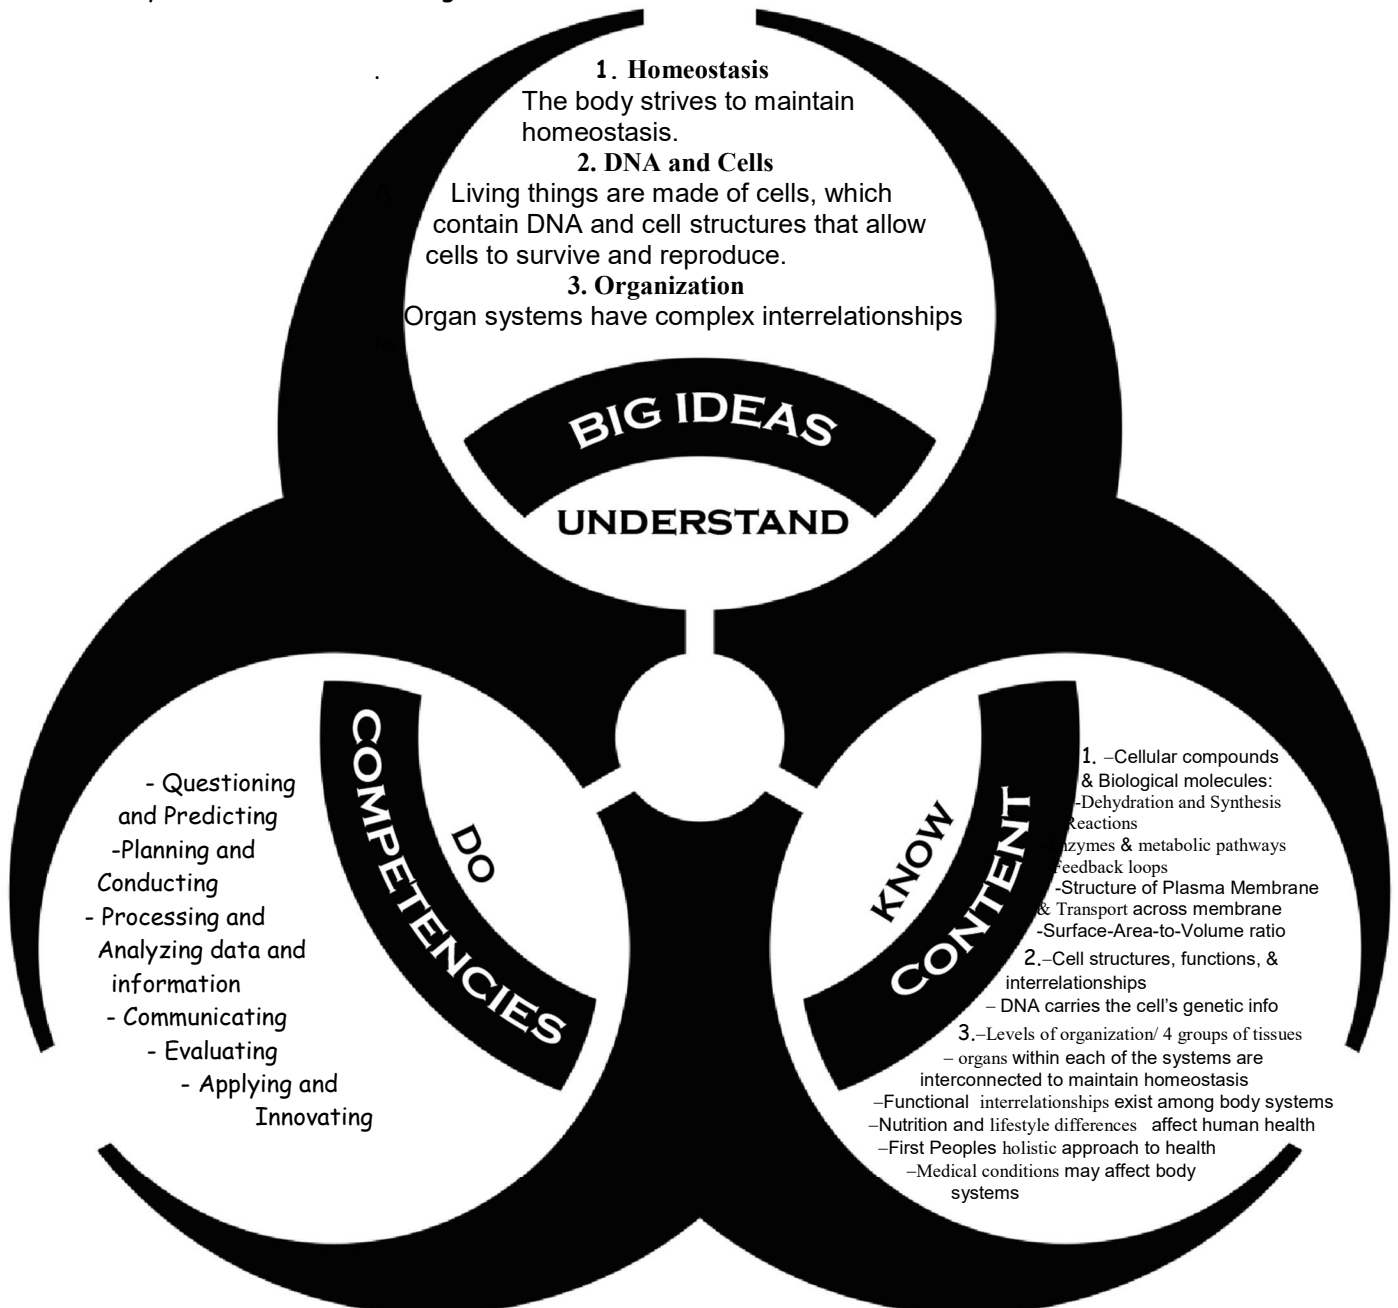 1. Homeostasis
The body strives to maintain
homeostasis.
2. DNA and Cells
Living things are made of cells, which
contain DNA and cell structures that allow
cells to survive and reproduce.
3. Organization
Organ systems have complex interrelationships
BIG IDEAS
UNDERSTAND
COMPETENCIES
DO
- Questioning
and Predicting
-Planning and
Conducting
- Processing and
Analyzing data and
information
- Communicating
- Evaluating
- Applying and
Innovating
KNOW
CONTENT
1. –Cellular compounds
& Biological molecules:
-Dehydration and Synthesis
Reactions
& metabolic pathways
Feedback loops
-Structure of Plasma Membrane
& Transport across membrane
-Surface-Area-to-Volume ratio
2.–Cell structures, functions, &
interrelationships
– DNA carries the cell's genetic info
3.–Levels of organization/ 4 groups of tissues
– organs within each of the systems are
interconnected to maintain homeostasis
–Functional interrelationships exist among body systems
–Nutrition and lifestyle differences affect human health
–First Peoples holistic approach to health
–Medical conditions may affect body
systems